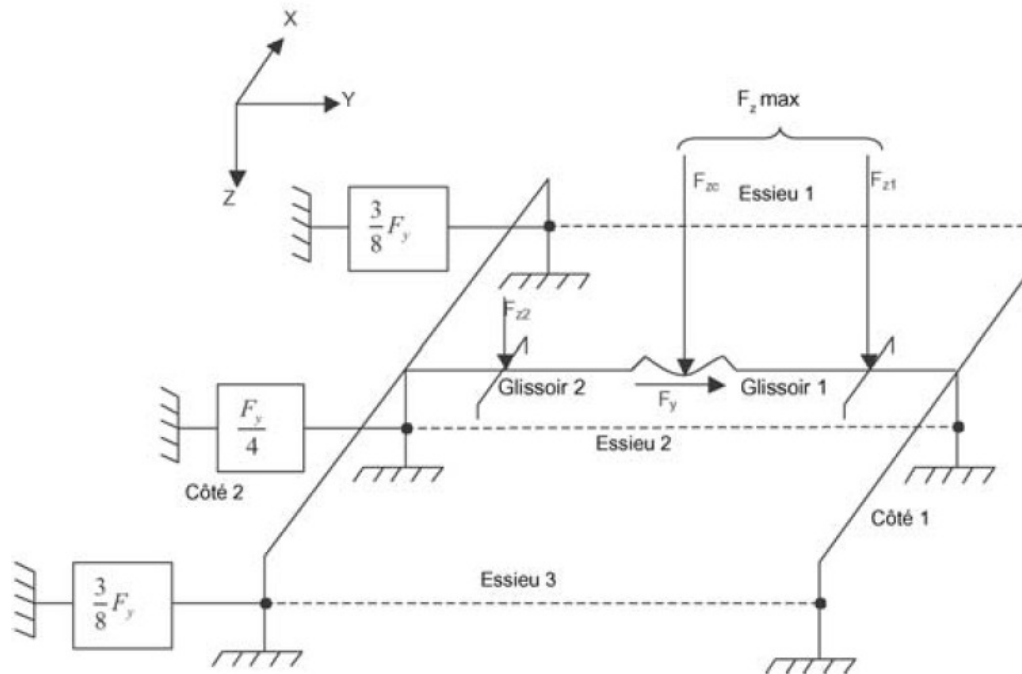 X
Y
Z
F_z max
F_zc
Essieu 1
F_z1
3/8 F_y
F_z2
Glissoir 2
F_y
Glissoir 1
F_y/4
Essieu 2
Côté 2
Côté 1
3/8 F_y
Essieu 3